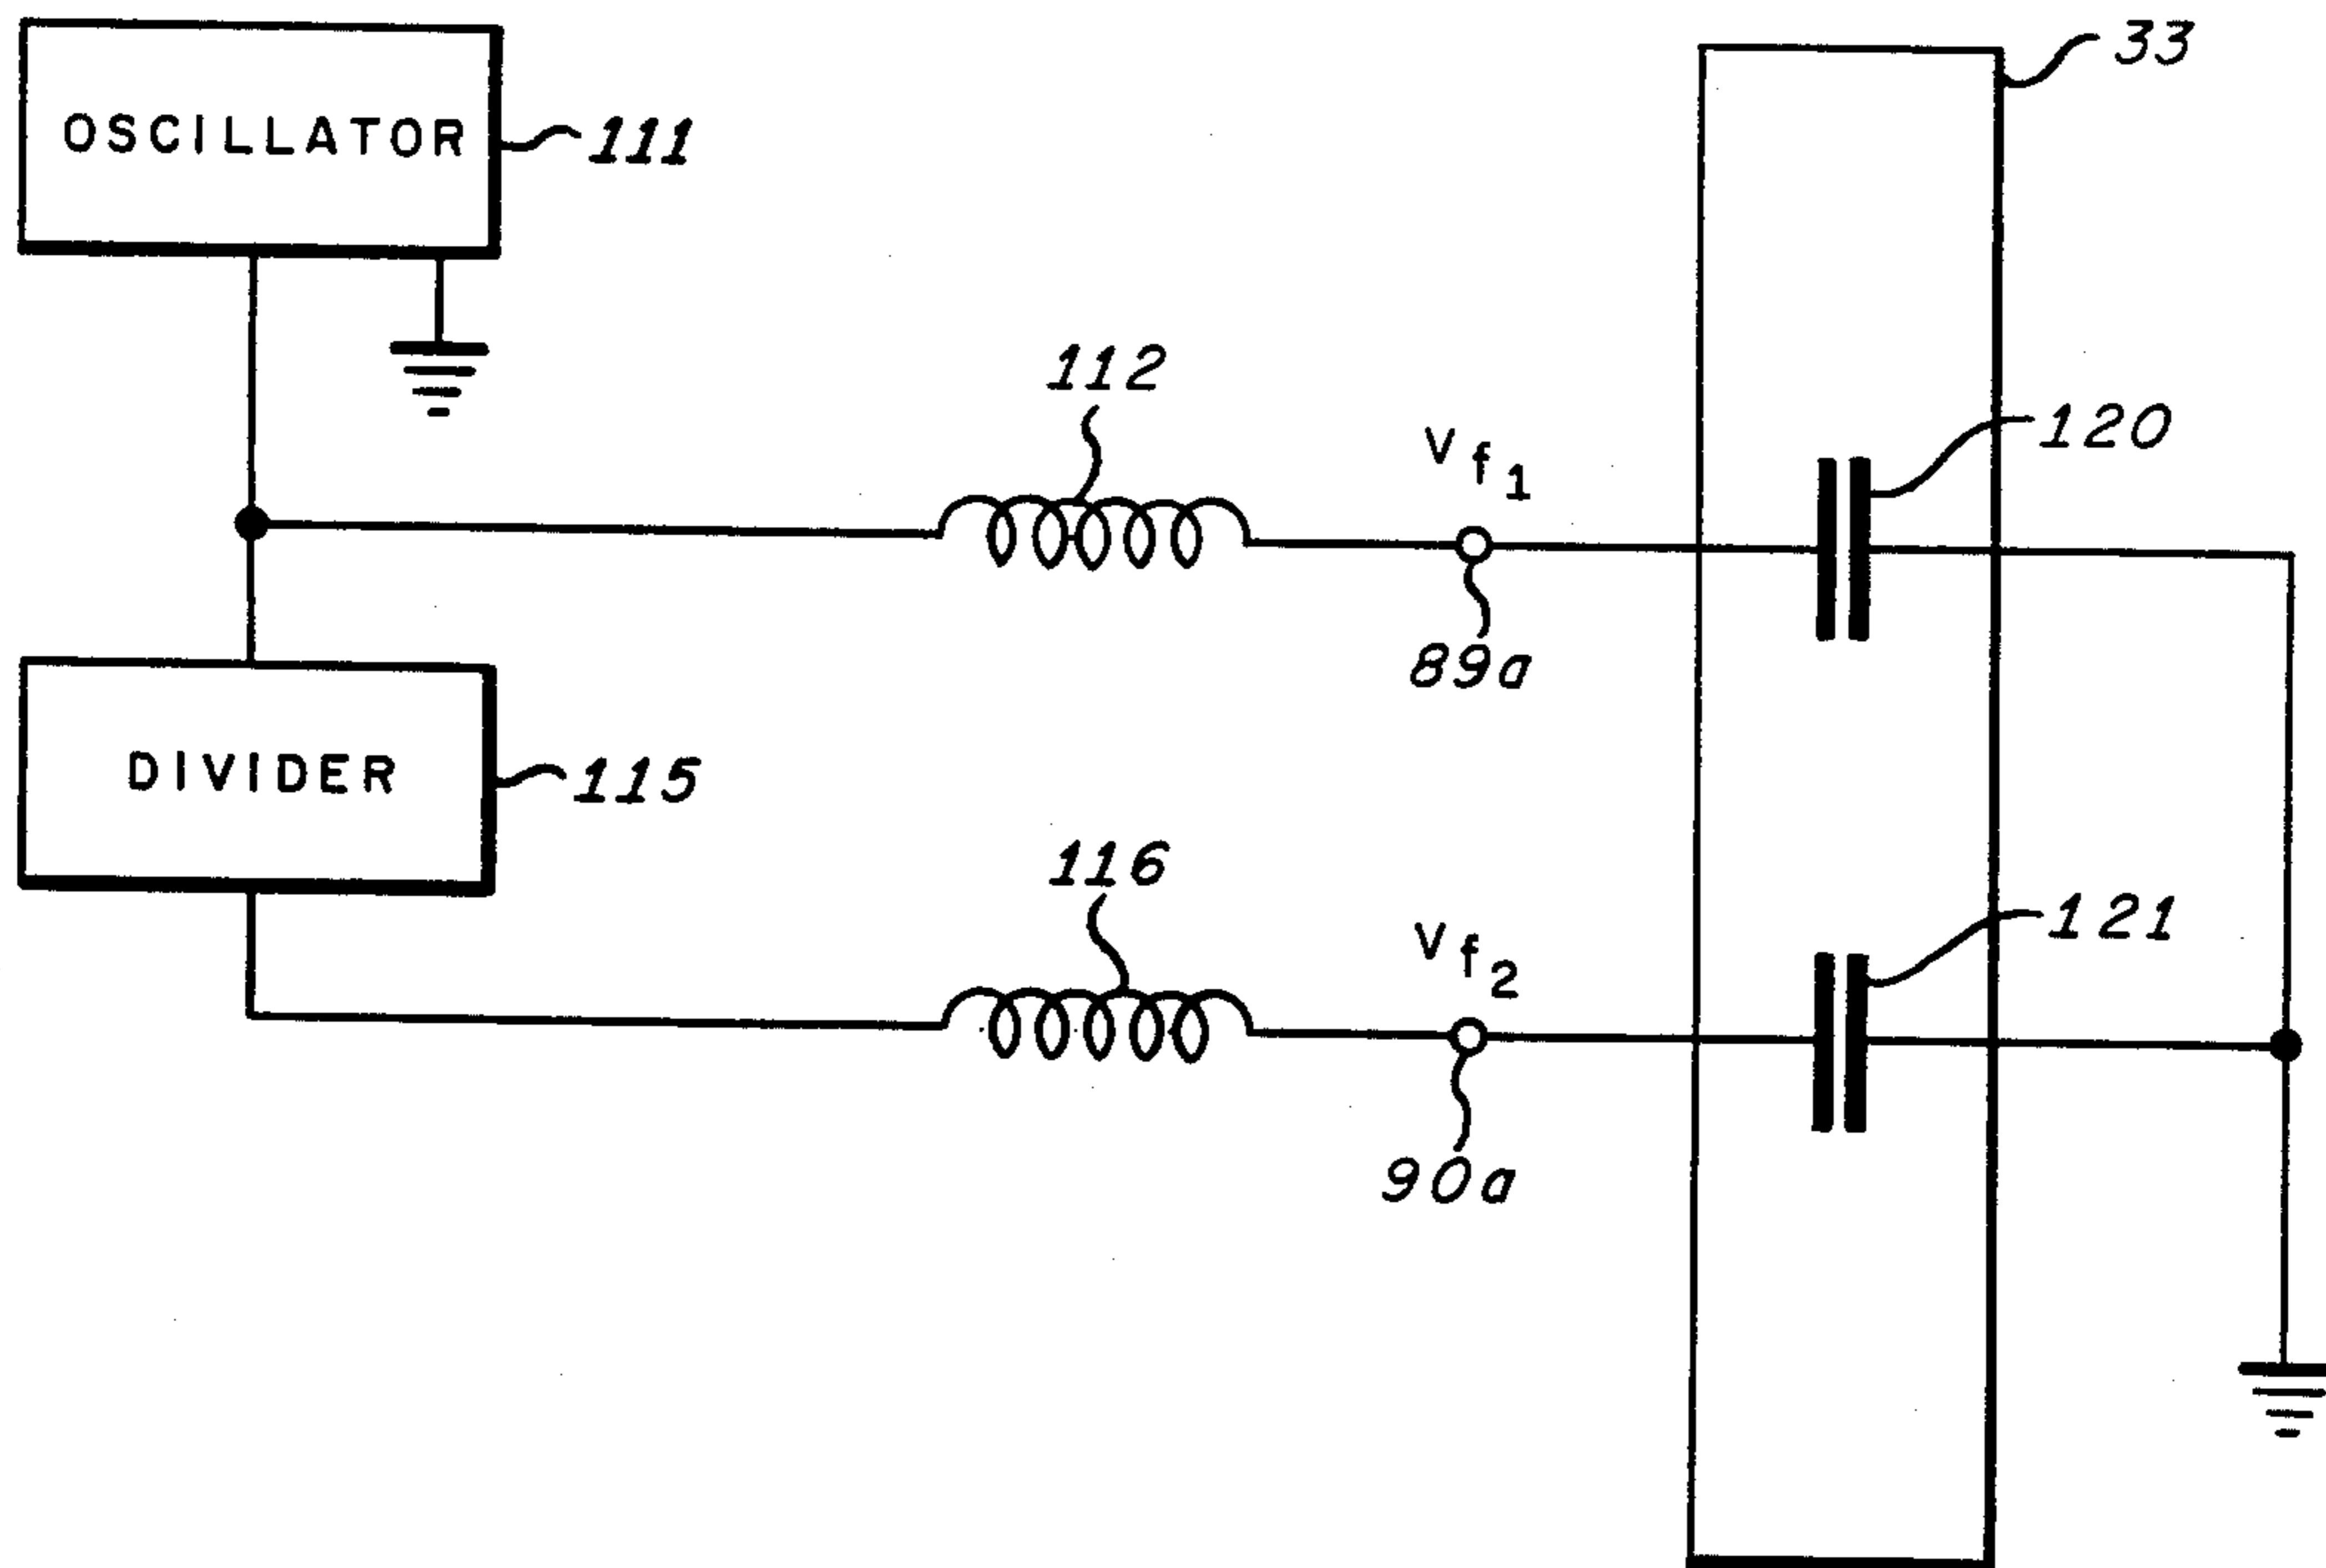 33
OSCILLATOR
111
112
Vf1
120
89a
DIVIDER
115
116
Vf2
121
90a